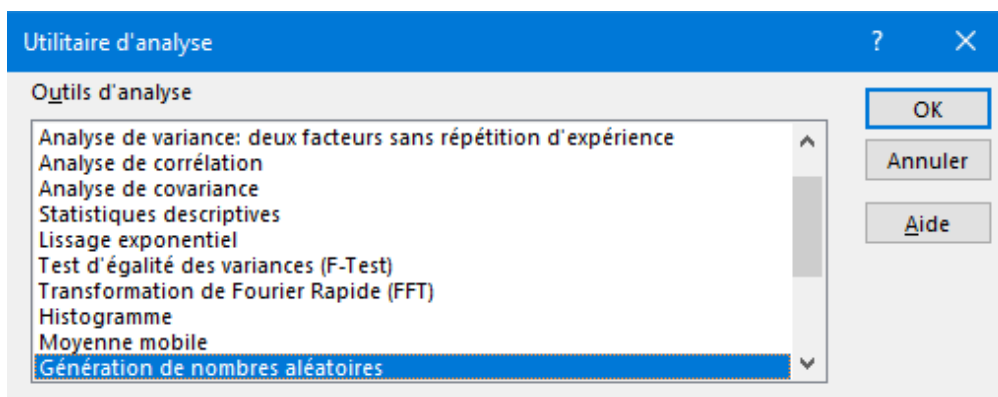 Utilitaire d'analyse ? ×
Outils d'analyse
Analyse de variance: deux facteurs sans répétition d'expérience
Analyse de corrélation
Analyse de covariance
Statistiques descriptives
Lissage exponentiel
Test d'égalité des variances (F-Test)
Transformation de Fourier Rapide (FFT)
Histogramme
Moyenne mobile
Génération de nombres aléatoires
OK
Annuler
Aide